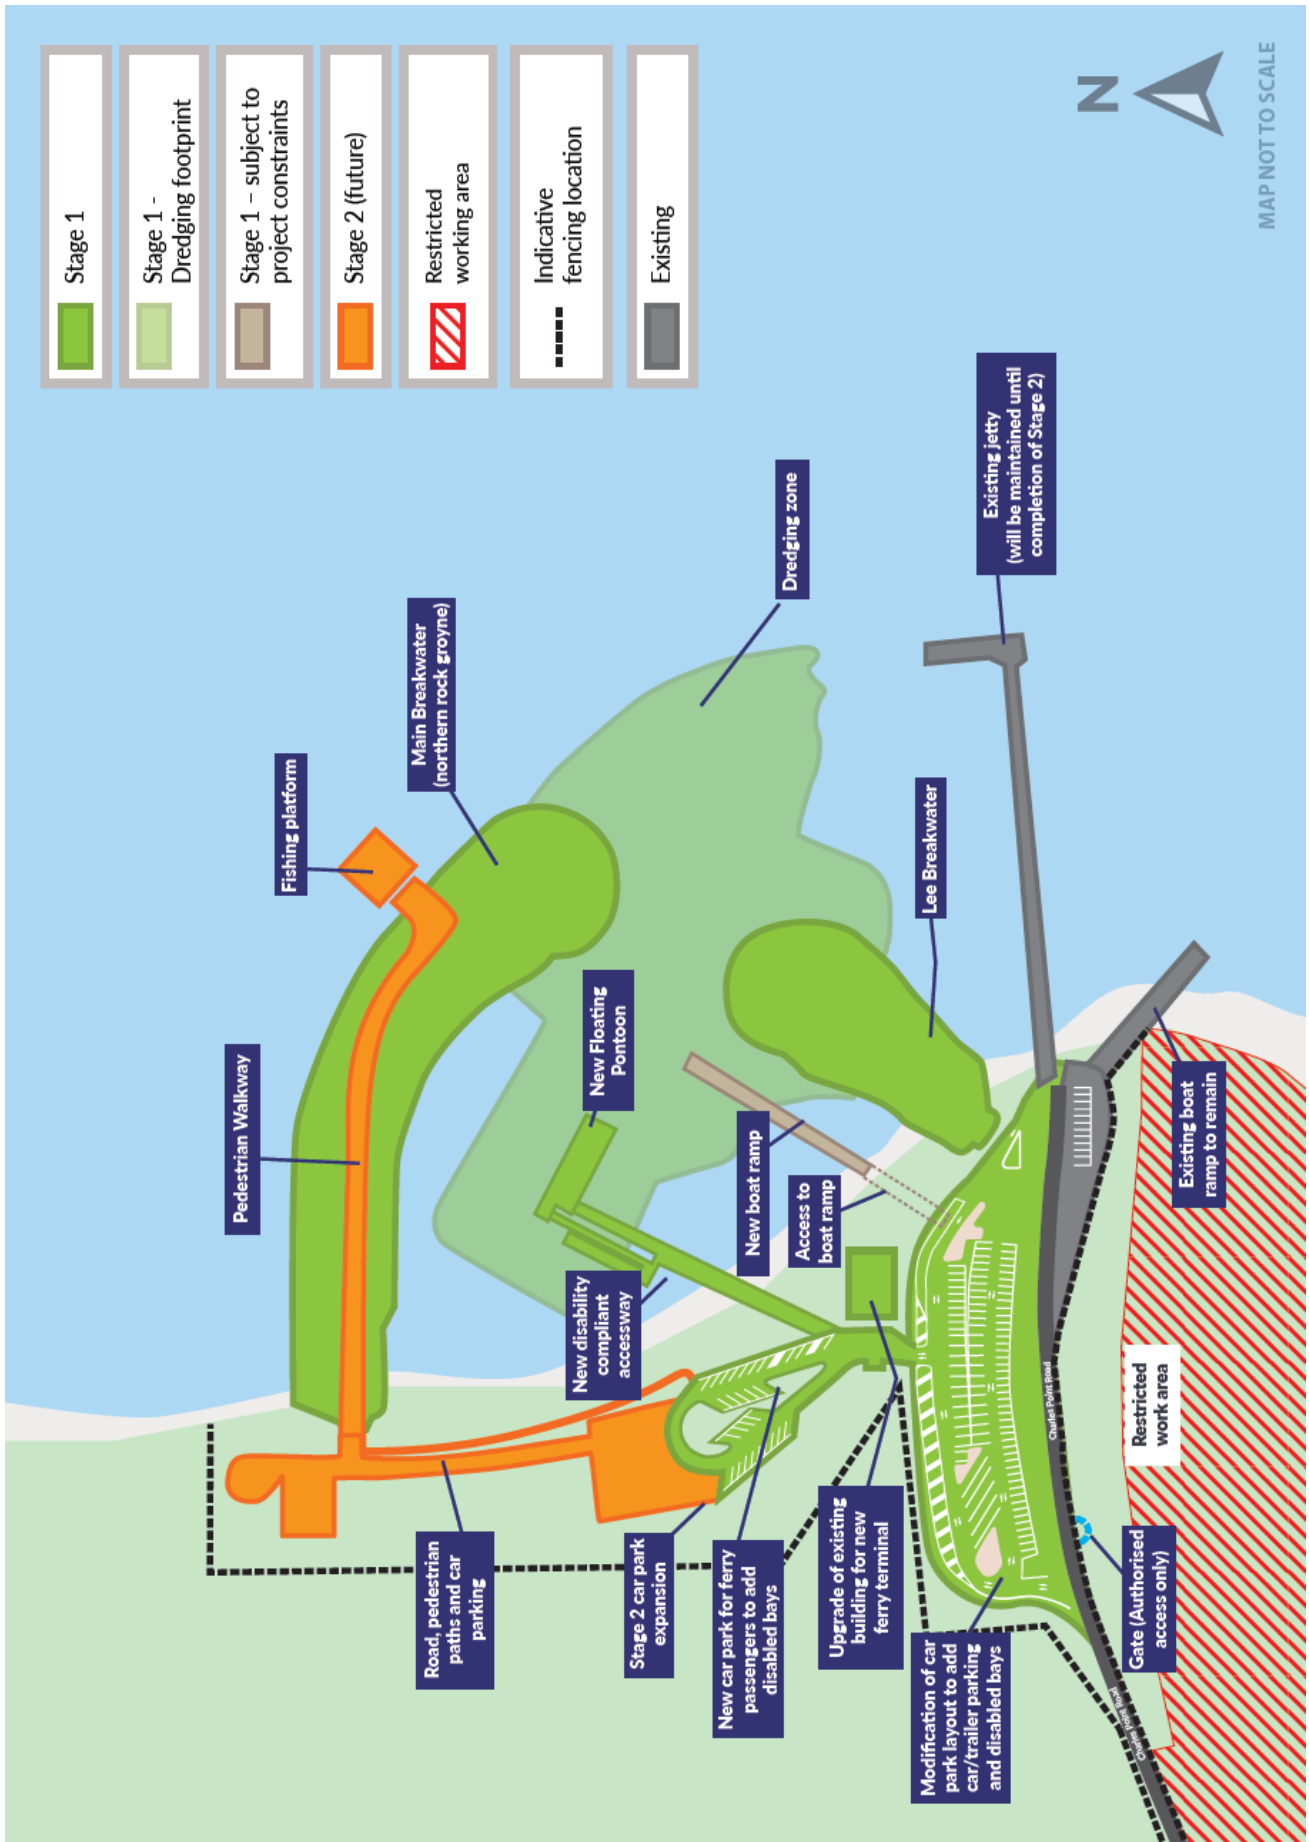 Stage 1
Stage 1 -
Dredging footprint
Stage 1 – subject to
project constraints
Stage 2 (future)
Restricted
working area
Indicative
fencing location
Existing
N
MAP NOT TO SCALE
Fishing platform
Main Breakwater
(northern rock groyne)
Pedestrian Walkway
Dredging zone
New Floating
Pontoon
Existing jetty
(will be maintained until
completion of Stage 2)
Lee Breakwater
New disability
compliant
accessway
New boat ramp
Access to
boat ramp
Existing boat
ramp to remain
Road, pedestrian
paths and car
parking
Stage 2 car park
expansion
New car park for ferry
passengers to add
disabled bays
Upgrade of existing
building for new
ferry terminal
Modification of car
park layout to add
car/trailer parking
and disabled bays
Charles Point Road
Charles Point Road
Restricted
work area
Gate (Authorised
access only)